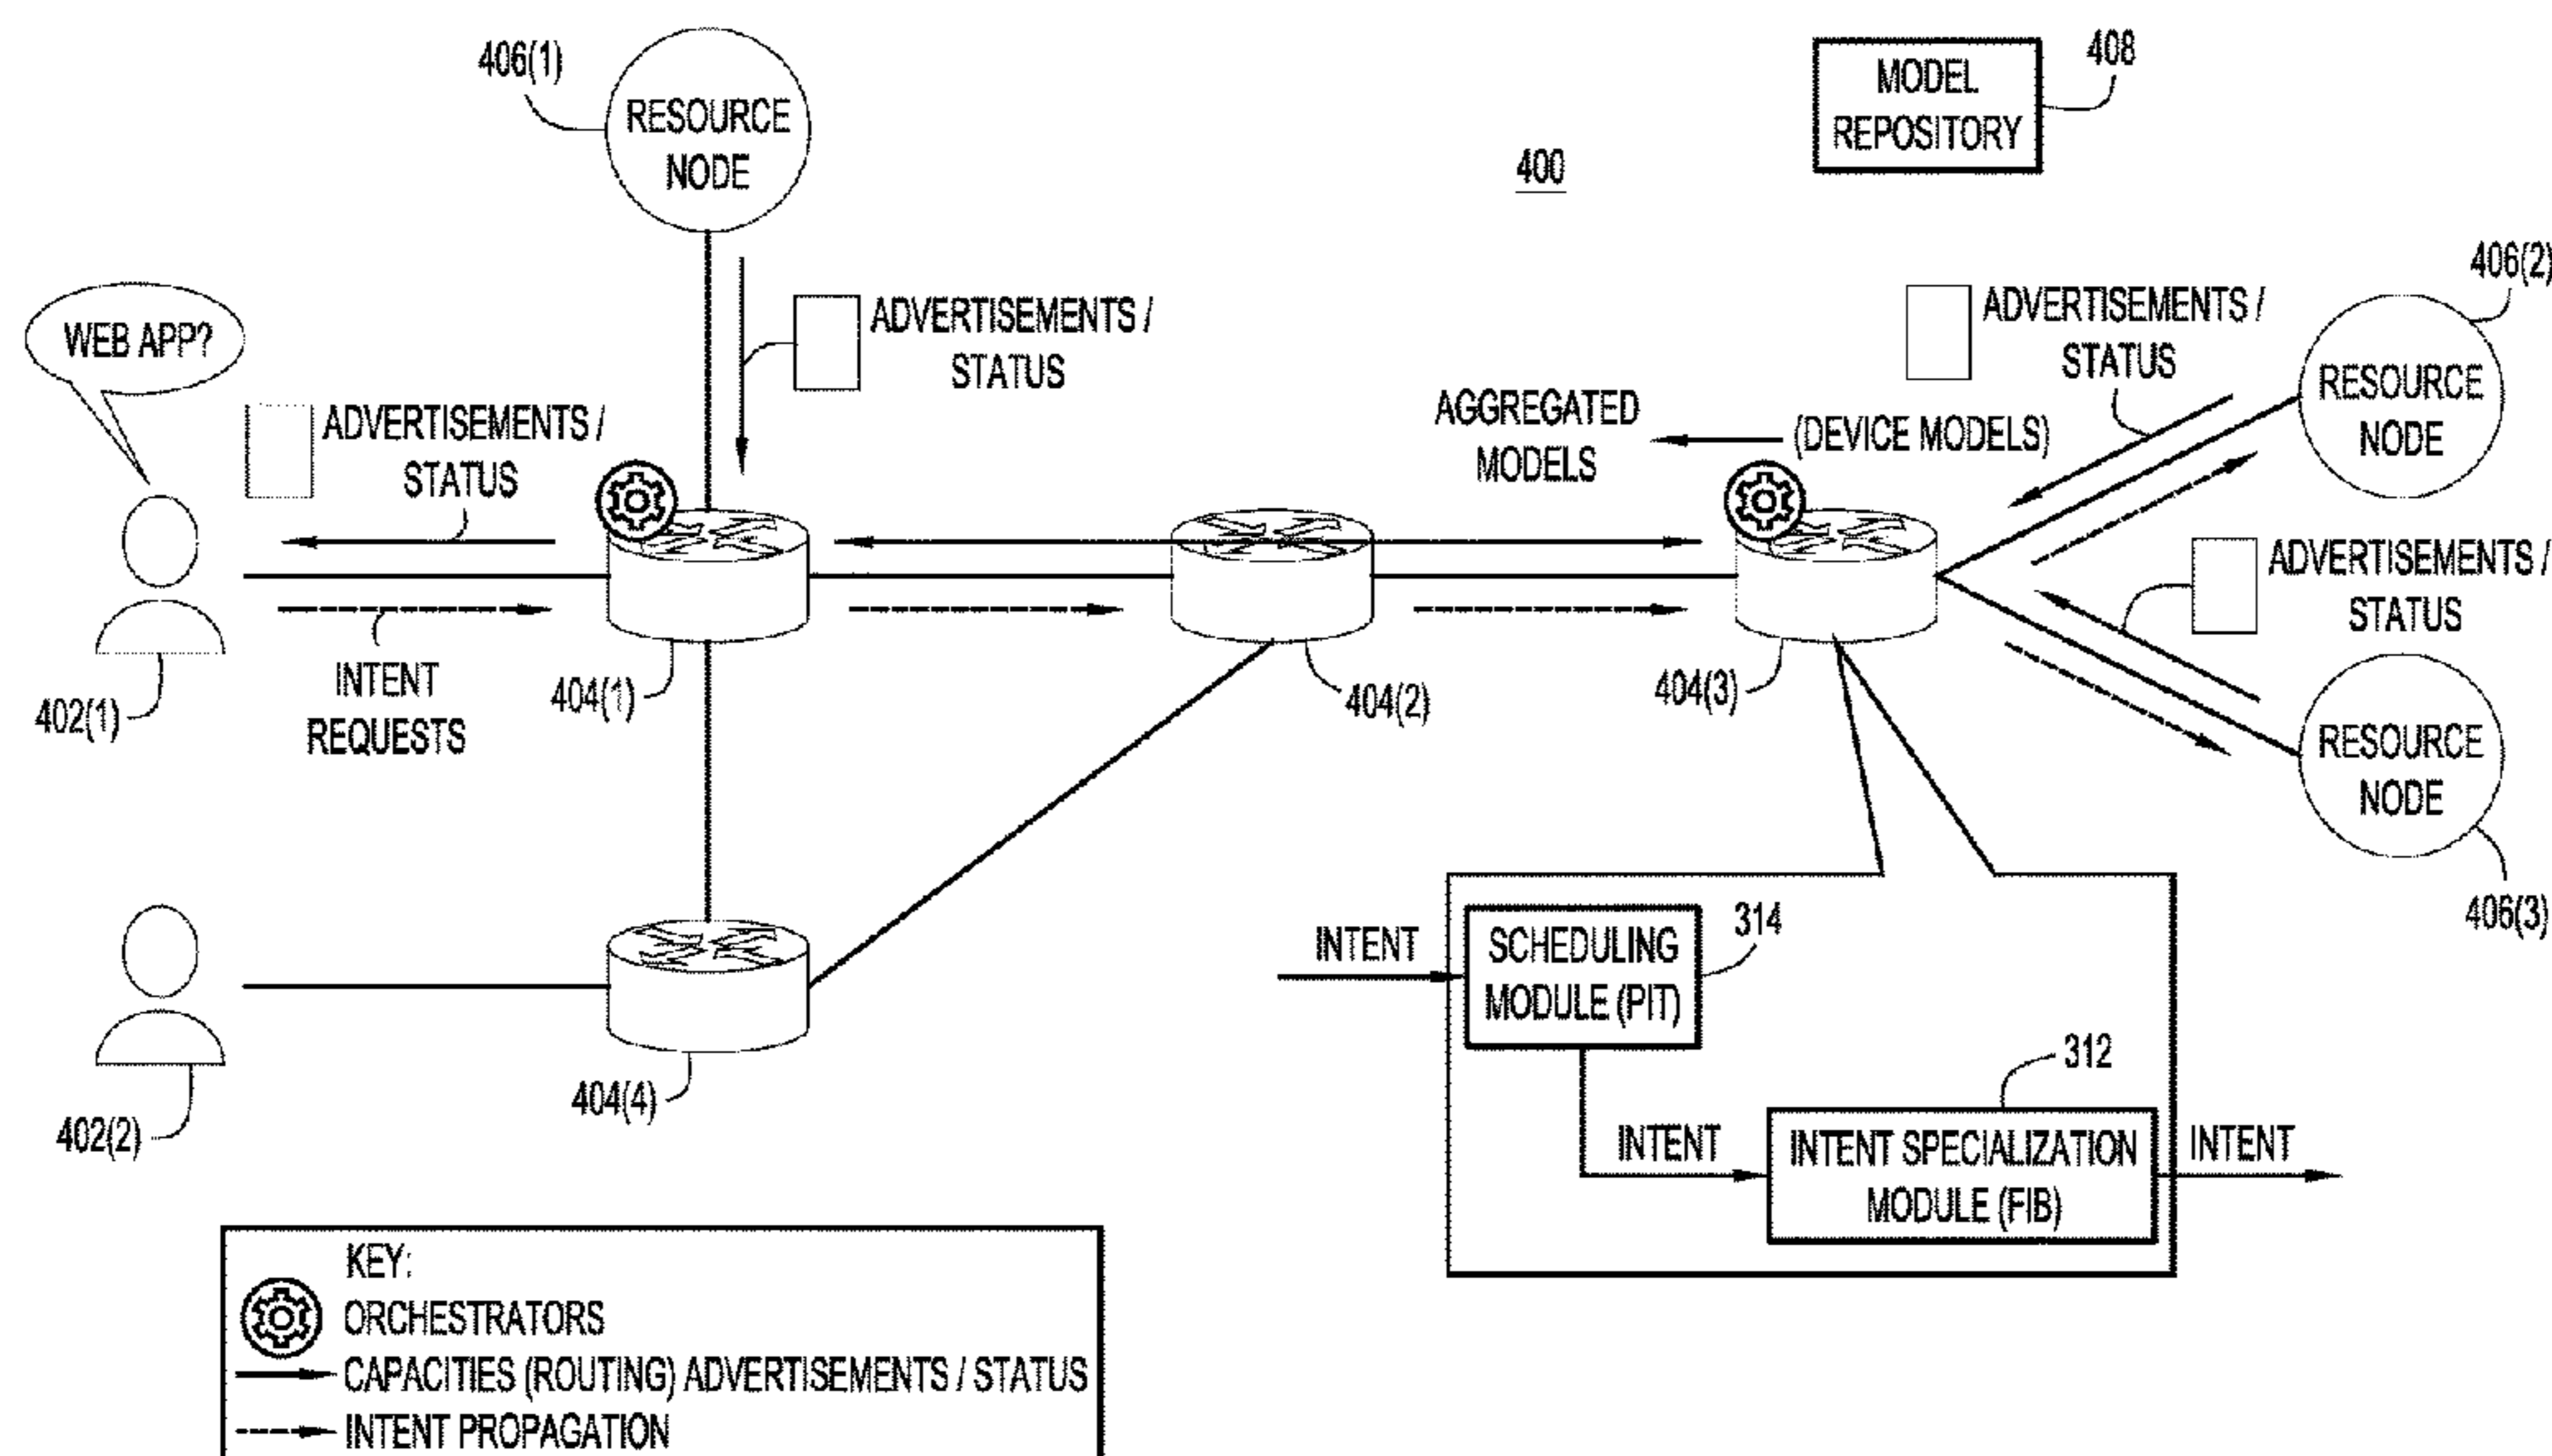 406(1)
RESOURCE
NODE
400
MODEL
REPOSITORY
408
WEB APP?
ADVERTISEMENTS /
STATUS
ADVERTISEMENTS /
STATUS
AGGREGATED
MODELS
(DEVICE MODELS)
ADVERTISEMENTS /
STATUS
406(2)
RESOURCE
NODE
ADVERTISEMENTS /
STATUS
402(1)
INTENT
REQUESTS
404(1)
404(2)
404(3)
RESOURCE
NODE
406(3)
402(2)
404(4)
INTENT
SCHEDULING
MODULE (PIT)
314
INTENT
312
INTENT SPECIALIZATION
MODULE (FIB)
INTENT
KEY:
ORCHESTRATORS
CAPACITIES (ROUTING) ADVERTISEMENTS / STATUS
INTENT PROPAGATION